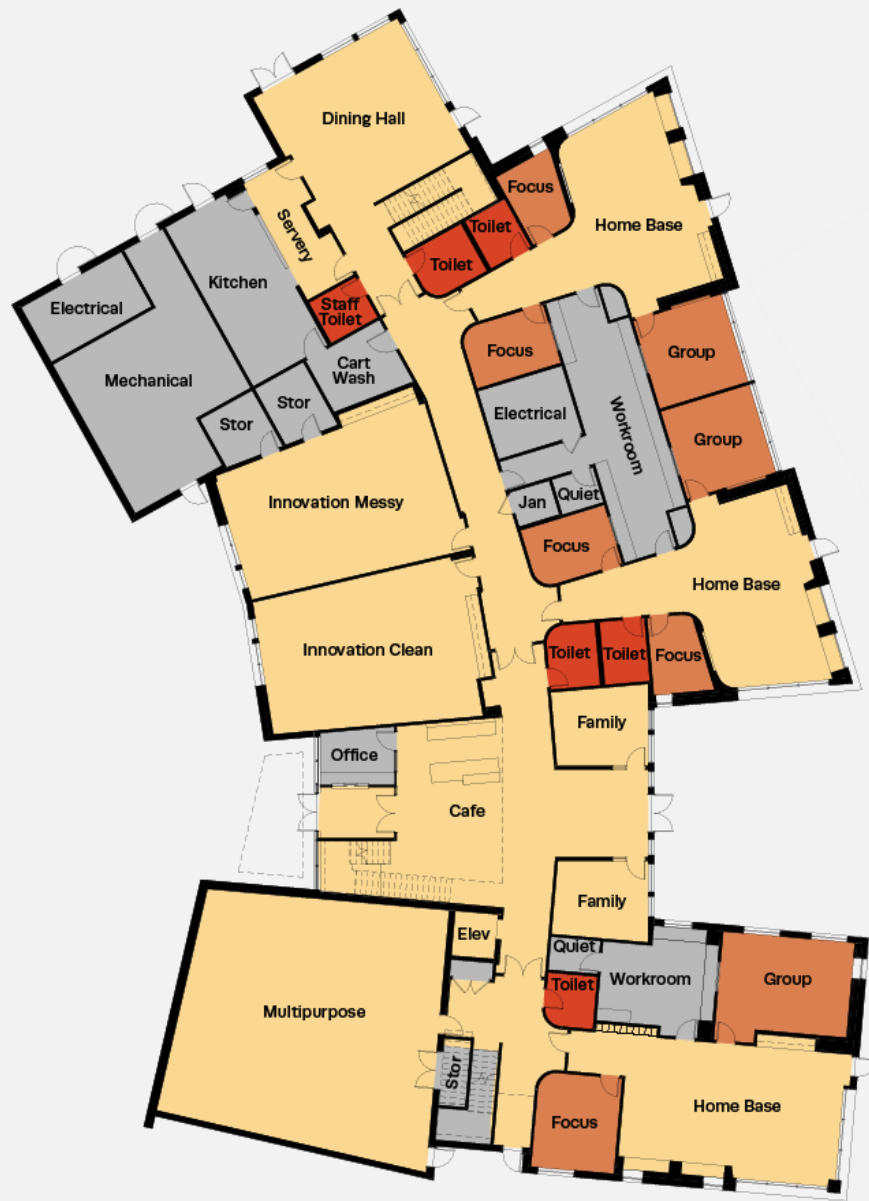 Dining Hall
Focus
Home Base
Toilet
Toilet
Servery
Kitchen
Electrical
Staff
Toilet
Mechanical
Cart
Wash
Stor
Stor
Focus
Group
Electrical
Workroom
Group
Innovation Messy
Jan
Quiet
Focus
Home Base
Innovation Clean
Toilet
Toilet
Focus
Family
Office
Cafe
Family
Elev
Quiet
Workroom
Group
Toilet
Multipurpose
Stor
Home Base
Focus